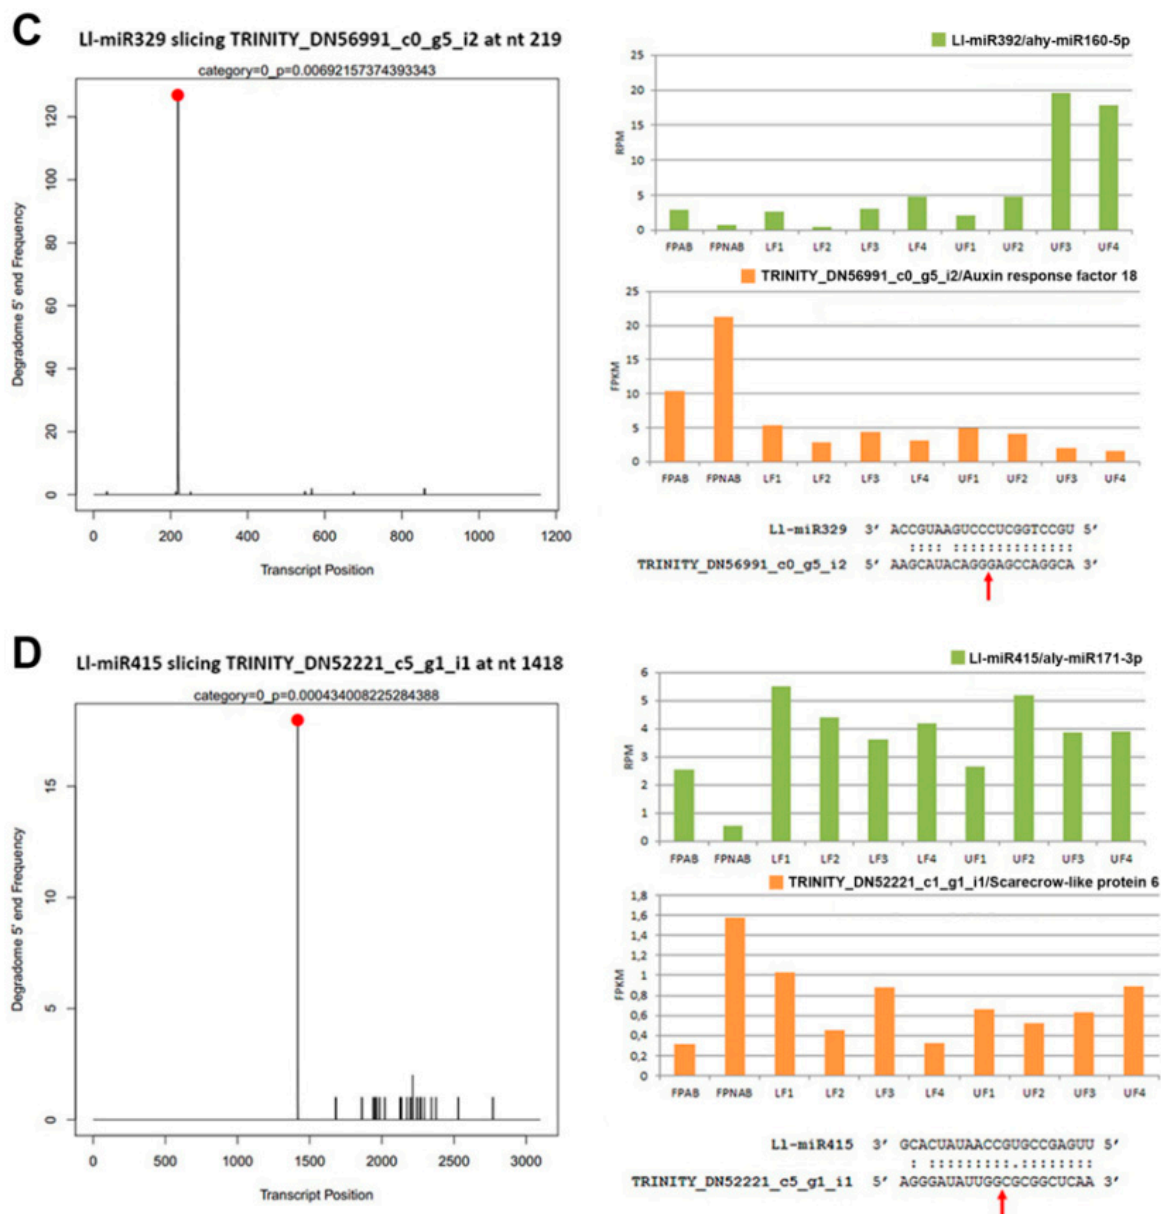 C
Ll-miR329 slicing TRINITY_DN56991_c0_g5_i2 at nt 219
category=0_p=0.00692157374393343
Degradome 5' end Frequency
120
100
80
60
40
20
0
0 200 400 600 800 1000 1200
Transcript Position
Ll-miR392/ahy-miR160-5p
RPM
25
20
15
10
5
0
FPAB FPNAB LF1 LF2 LF3 LF4 UF1 UF2 UF3 UF4
TRINITY_DN56991_c0_g5_i2/Auxin response factor 18
FPKM
25
20
15
10
5
0
FPAB FPNAB LF1 LF2 LF3 LF4 UF1 UF2 UF3 UF4
Ll-miR329 3' ACCGUAAGUCCCUCGGTCCGU 5'
:::: :::::::::::::::
TRINITY_DN56991_c0_g5_i2 5' AAGCAUACAGGGAGCCAGGCA 3'
D
Ll-miR415 slicing TRINITY_DN52221_c5_g1_i1 at nt 1418
category=0_p=0.000434008225284388
Degradome 5' end Frequency
15
10
5
0
0 500 1000 1500 2000 2500 3000
Transcript Position
Ll-miR415/aly-miR171-3p
RPM
6
5
4
3
2
1
0
FPAB FPNAB LF1 LF2 LF3 LF4 UF1 UF2 UF3 UF4
TRINITY_DN52221_c1_g1_i1/Scarecrow-like protein 6
FPKM
1,8
1,6
1,4
1,2
1
0,8
0,6
0,4
0,2
0
FPAB FPNAB LF1 LF2 LF3 LF4 UF1 UF2 UF3 UF4
Ll-miR415 3' GCACUAUAACCGUGCCGAGUU 5'
: :::::::::.::::::::
TRINITY_DN52221_c5_g1_i1 5' AGGGAUAUUGGCGCGGCUCAA 3'